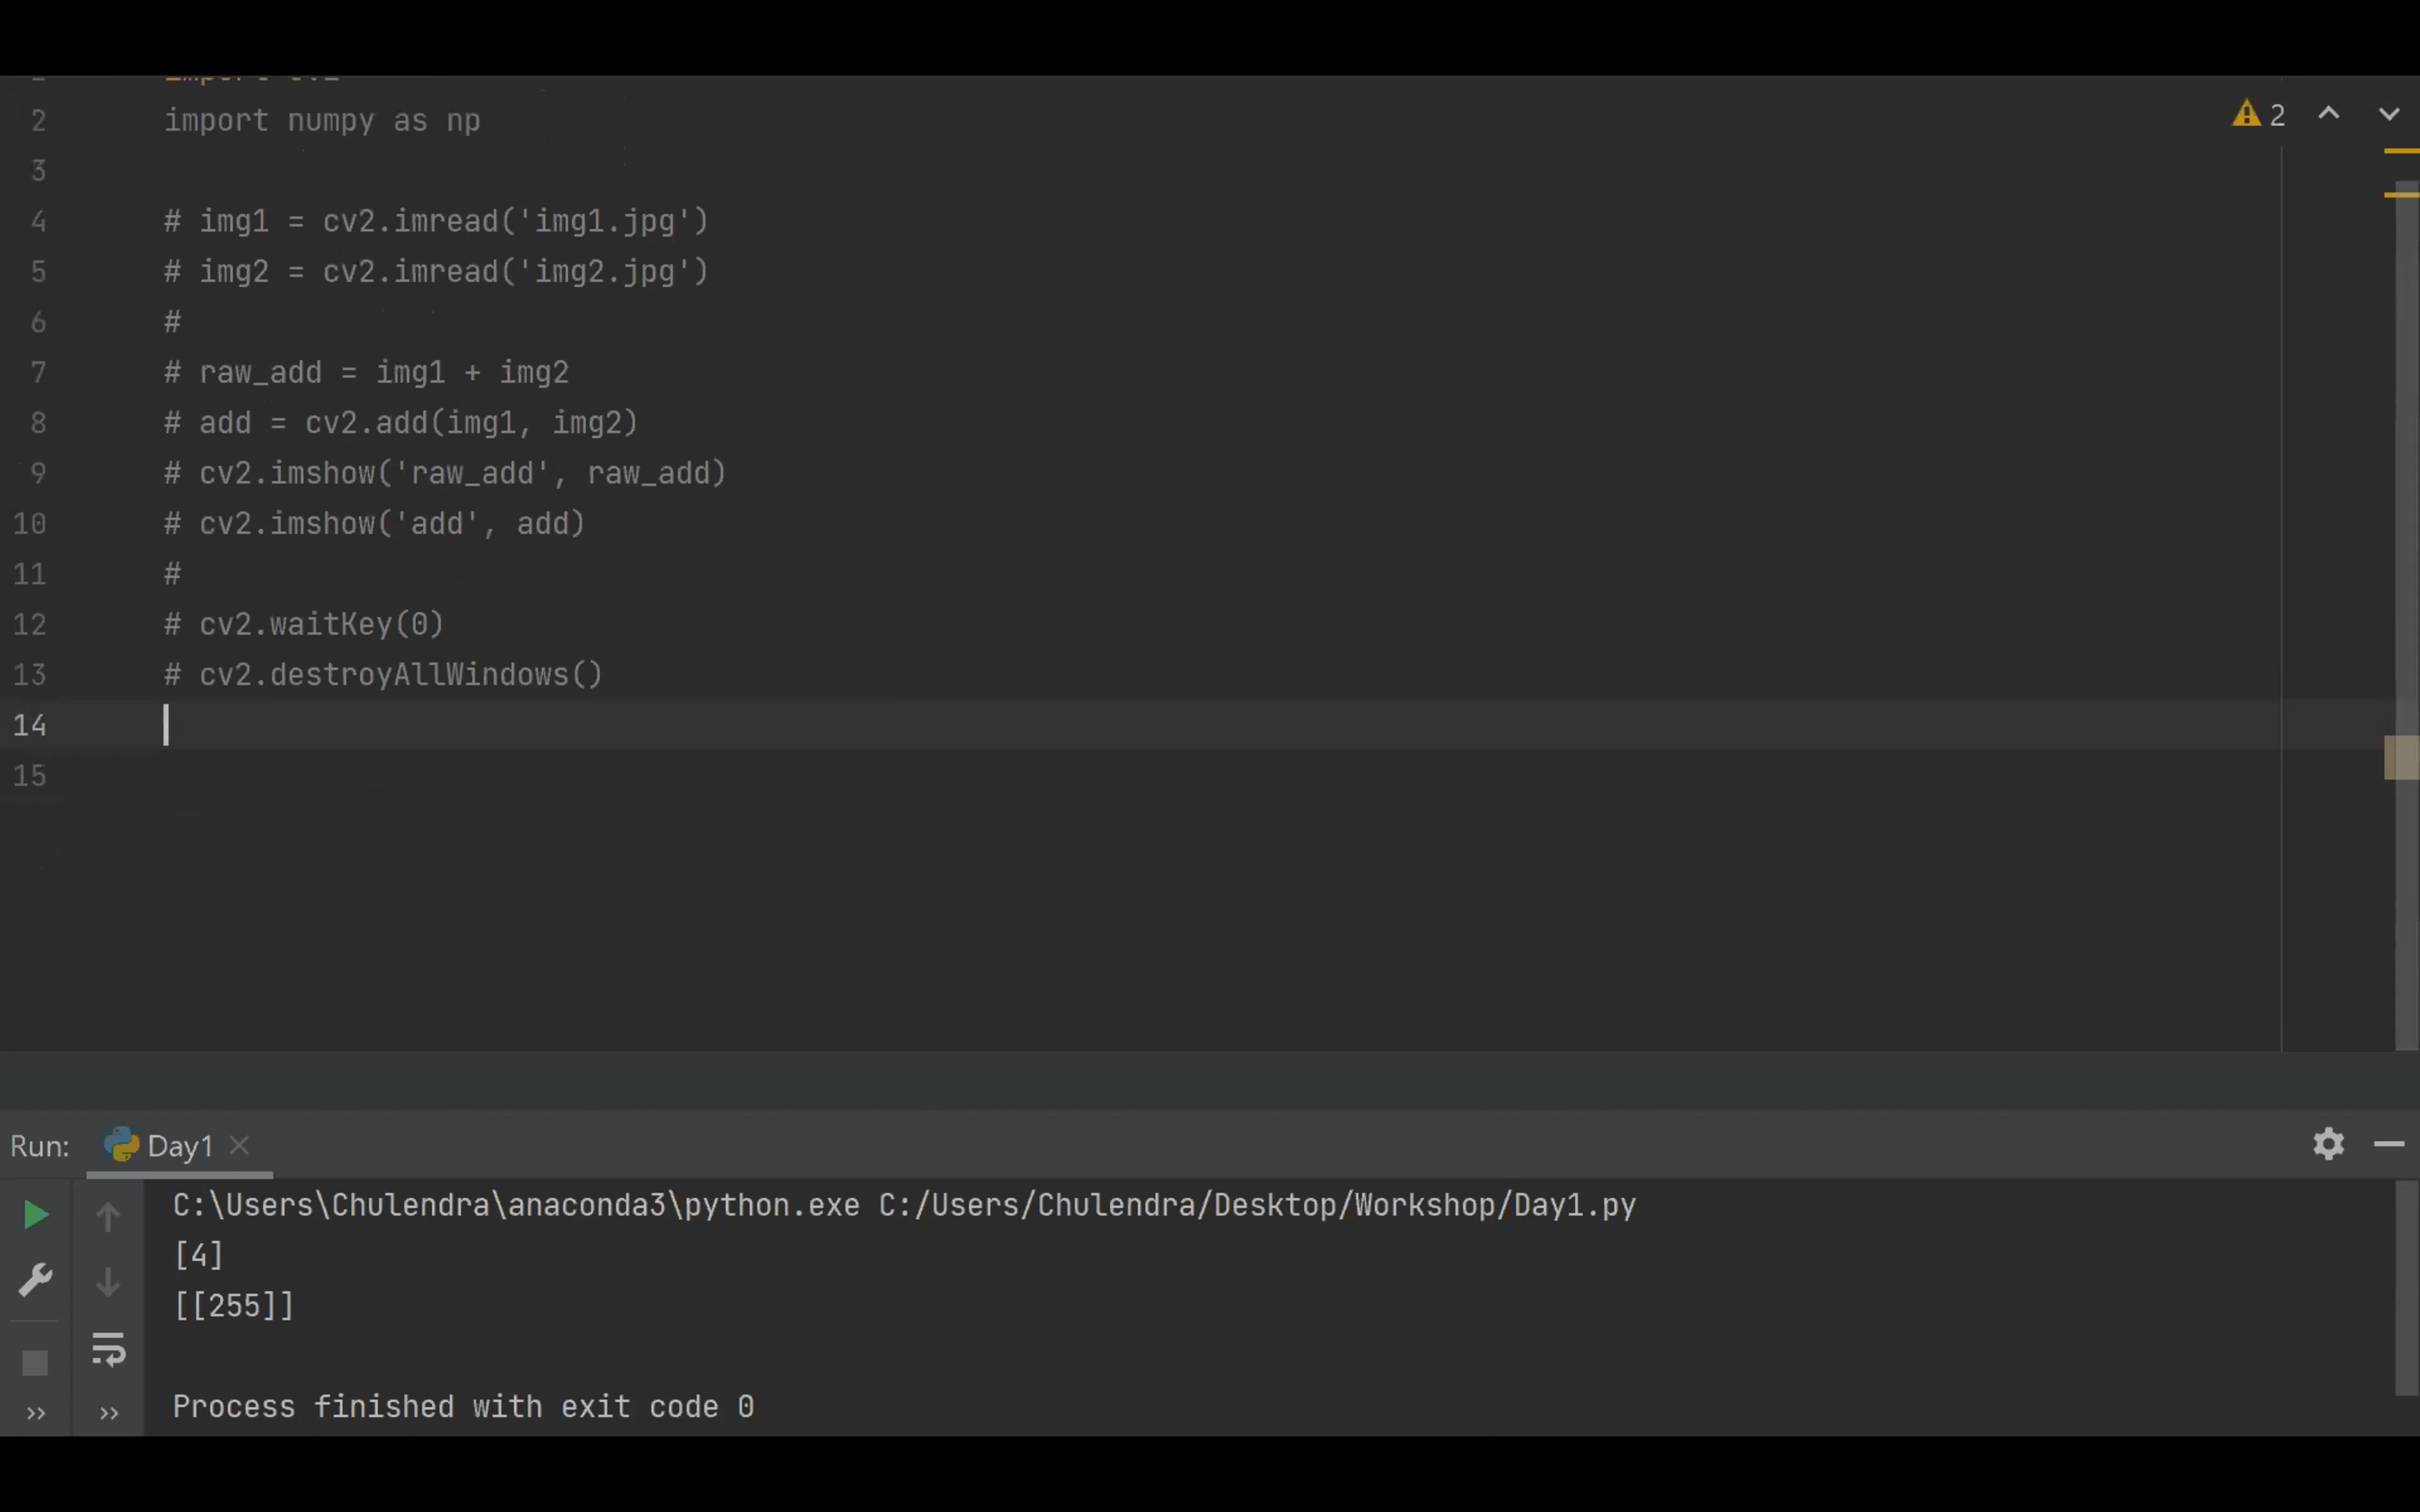 2 import numpy as np
3
4 # img1 = cv2.imread('img1.jpg')
5 # img2 = cv2.imread('img2.jpg')
6 #
7 # raw_add = img1 + img2
8 # add = cv2.add(img1, img2)
9 # cv2.imshow('raw_add', raw_add)
10 # cv2.imshow('add', add)
11 #
12 # cv2.waitKey(0)
13 # cv2.destroyAllWindows()
14
15
2
Run: Day1
C:\Users\Chulendra\anaconda3\python.exe C:/Users/Chulendra/Desktop/Workshop/Day1.py
[4]
[[255]]
Process finished with exit code 0